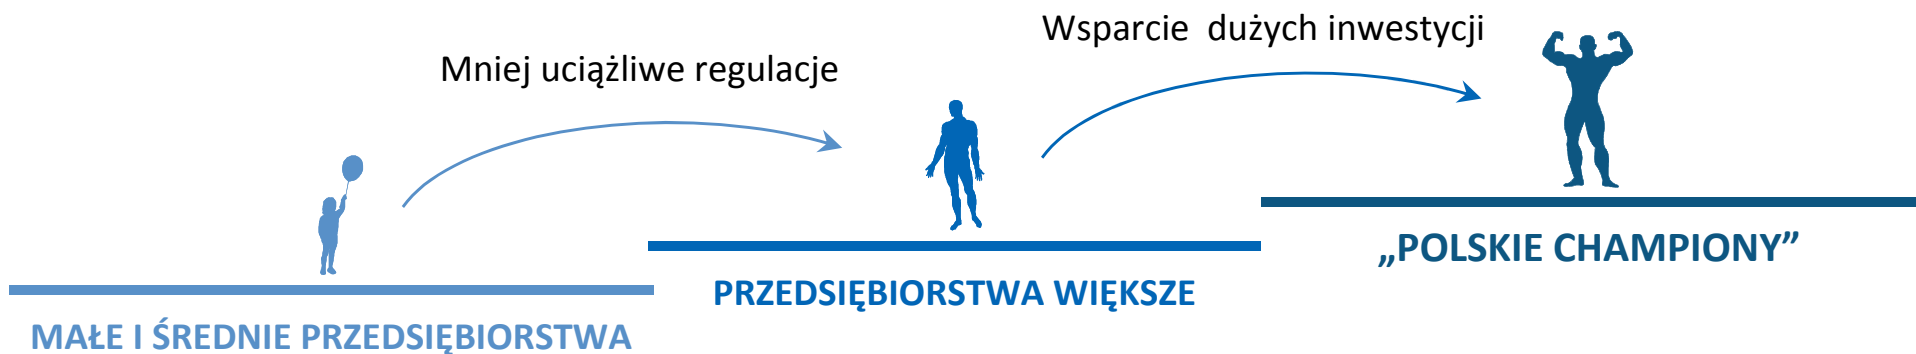 Wsparcie dużych inwestycji
Mniej uciążliwe regulacje
„POLSKIE CHAMPIONY”
PRZEDSIĘBIORSTWA WIĘKSZE
MAŁE I ŚREDNIE PRZEDSIĘBIORSTWA